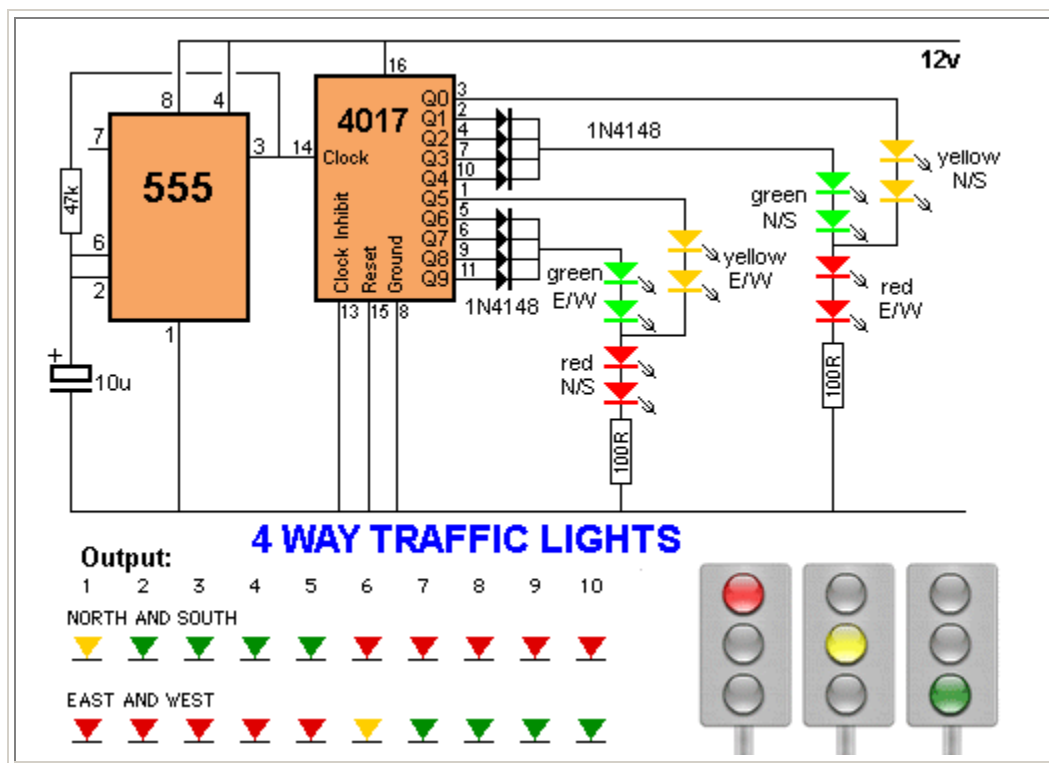 12v
16
8
4
3
4017
Q0
2
Q1
1N4148
4
Q2
7
7
Q3
3
14
Clock
10
Q4
yellow
N/S
555
1
Q5
green
N/S
47k
5
Q6
6
Clock Inhibit
Reset
Ground
6
Q7
9
Q8
yellow
E/W
2
11
Q9
green
E/W
red
E/W
13
15
8
1N4148
1
+
10u
red
N/S
100R
100R
4 WAY TRAFFIC LIGHTS
Output:
1 2 3 4 5 6 7 8 9 10
NORTH AND SOUTH
EAST AND WEST